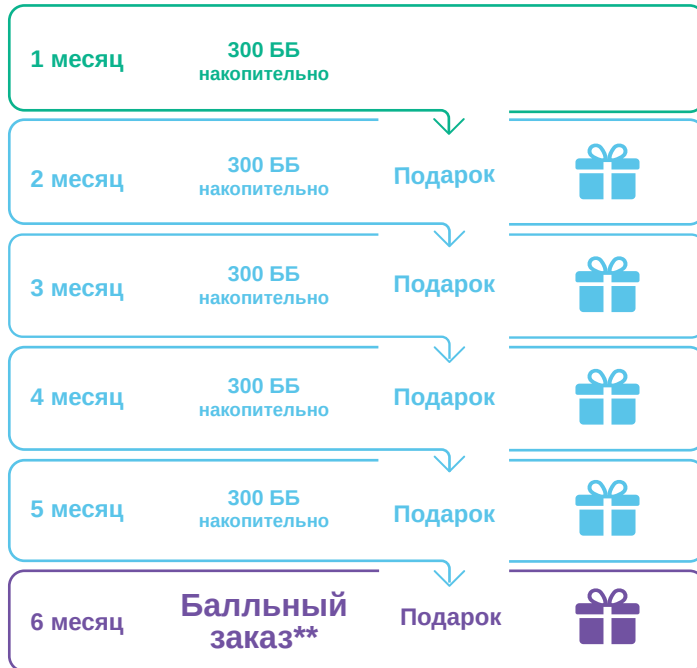 1 месяц
300 ББ
накопительно
2 месяц
300 ББ
накопительно
Подарок
3 месяц
300 ББ
накопительно
Подарок
4 месяц
300 ББ
накопительно
Подарок
5 месяц
300 ББ
накопительно
Подарок
6 месяц
Балльный
заказ**
Подарок